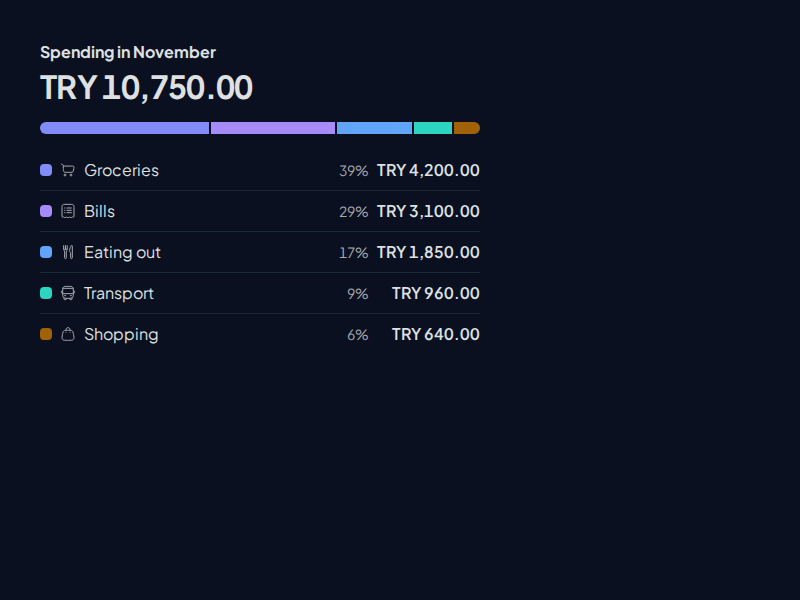 Spending in November
TRY 10,750.00
Groceries 39% TRY 4,200.00
Bills 29% TRY 3,100.00
Eating out 17% TRY 1,850.00
Transport 9% TRY 960.00
Shopping 6% TRY 640.00